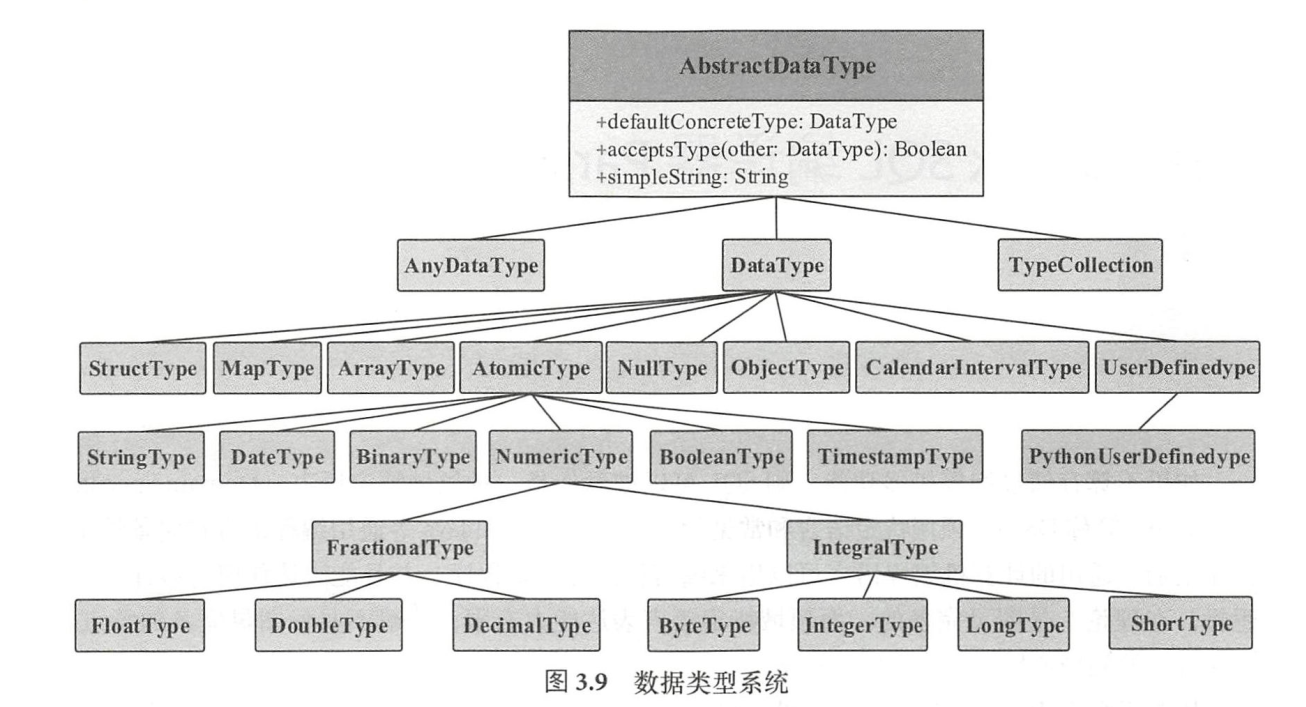 AbstractDataType
+defaultConcreteType: DataType
+acceptsType(other: DataType): Boolean
+simpleString: String
AnyDataType DataType TypeCollection
StructType MapType ArrayType AtomicType NullType ObjectType CalendarIntervalType UserDefinedype
StringType DateType BinaryType NumericType BooleanType TimestampType PythonUserDefinedype
FractionalType IntegralType
FloatType DoubleType DecimalType ByteType IntegerType LongType ShortType
图 3.9 数据类型系统